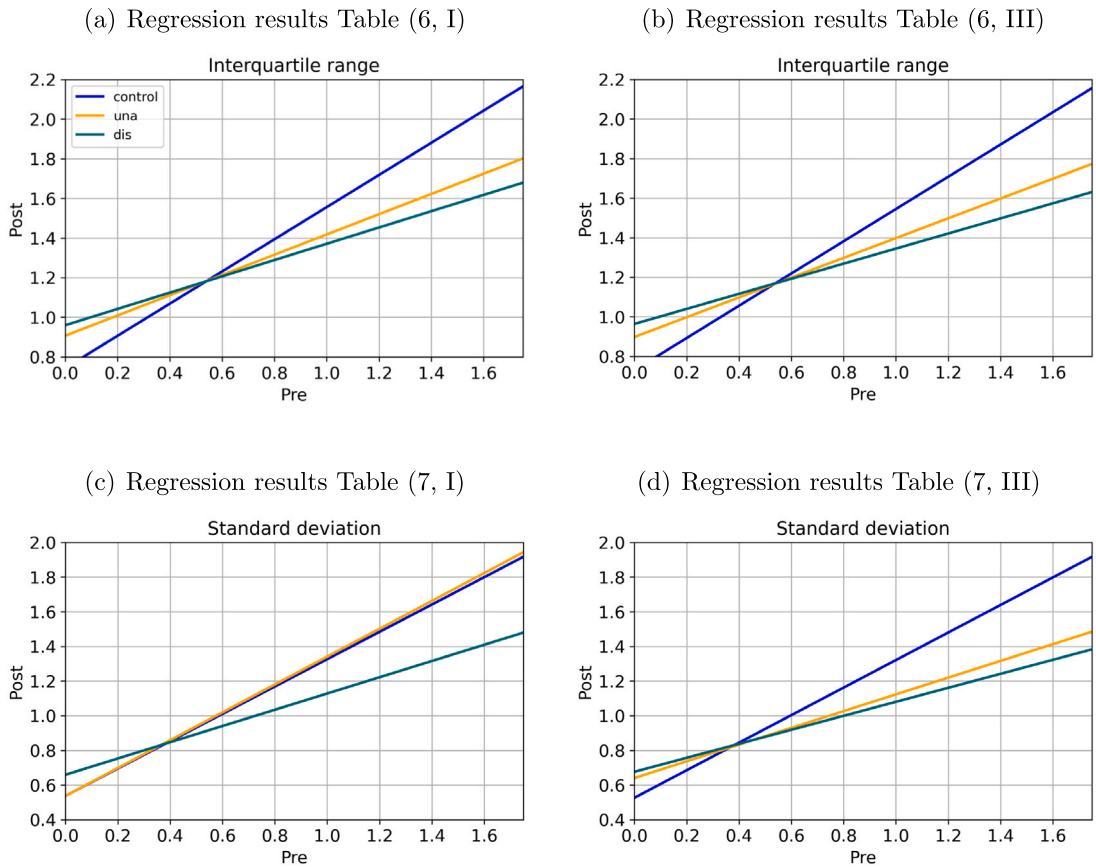 (a) Regression results Table (6, I)
Interquartile range
2.2
2.0
1.8
1.6
1.4
1.2
1.0
0.8
Post
control
una
dis
0.0 0.2 0.4 0.6 0.8 1.0 1.2 1.4 1.6
Pre
(b) Regression results Table (6, III)
Interquartile range
2.2
2.0
1.8
1.6
1.4
1.2
1.0
0.8
Post
0.0 0.2 0.4 0.6 0.8 1.0 1.2 1.4 1.6
Pre
(c) Regression results Table (7, I)
Standard deviation
2.0
1.8
1.6
1.4
1.2
1.0
0.8
0.6
0.4
Post
0.0 0.2 0.4 0.6 0.8 1.0 1.2 1.4 1.6
Pre
(d) Regression results Table (7, III)
Standard deviation
2.0
1.8
1.6
1.4
1.2
1.0
0.8
0.6
0.4
Post
0.0 0.2 0.4 0.6 0.8 1.0 1.2 1.4 1.6
Pre